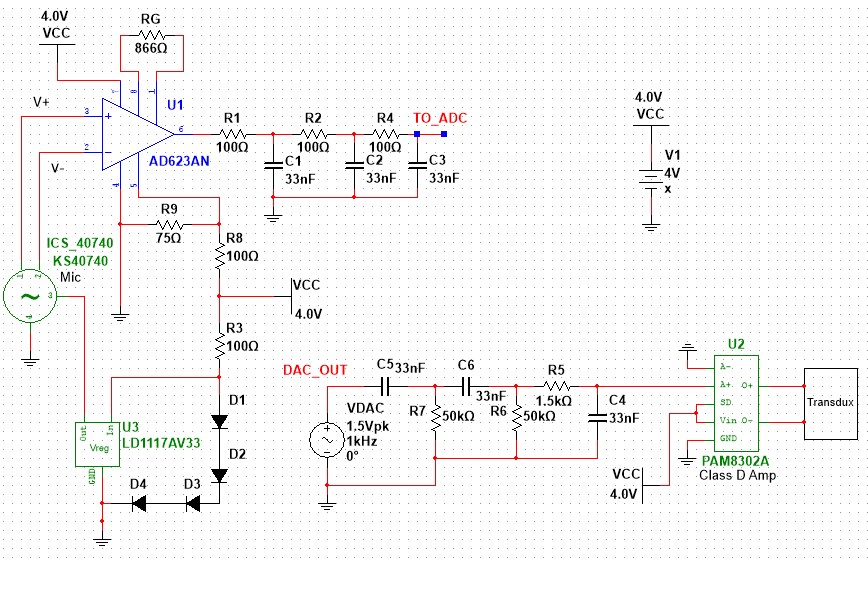 4.0V
VCC
RG
866Ω
V+
V-
7
8
1
3
2
6
4
5
+
−
U1
AD623AN
R1
100Ω
R2
100Ω
R4
100Ω
TO_ADC
C1
33nF
C2
33nF
C3
33nF
4.0V
VCC
V1
4V
x
R9
75Ω
R8
100Ω
VCC
4.0V
R3
100Ω
ICS_40740
KS40740
Mic
1
2
3
4
~
U3
LD1117AV33
Out
In
Vreg
GND
D1
D2
D4
D3
DAC_OUT
C5
33nF
C6
33nF
R5
1.5kΩ
VDAC
1.5Vpk
1kHz
0°
R7
50kΩ
R6
50kΩ
C4
33nF
U2
A-
A+
O+
SD
Vin
O-
GND
PAM8302A
Class D Amp
Transdux
VCC
4.0V